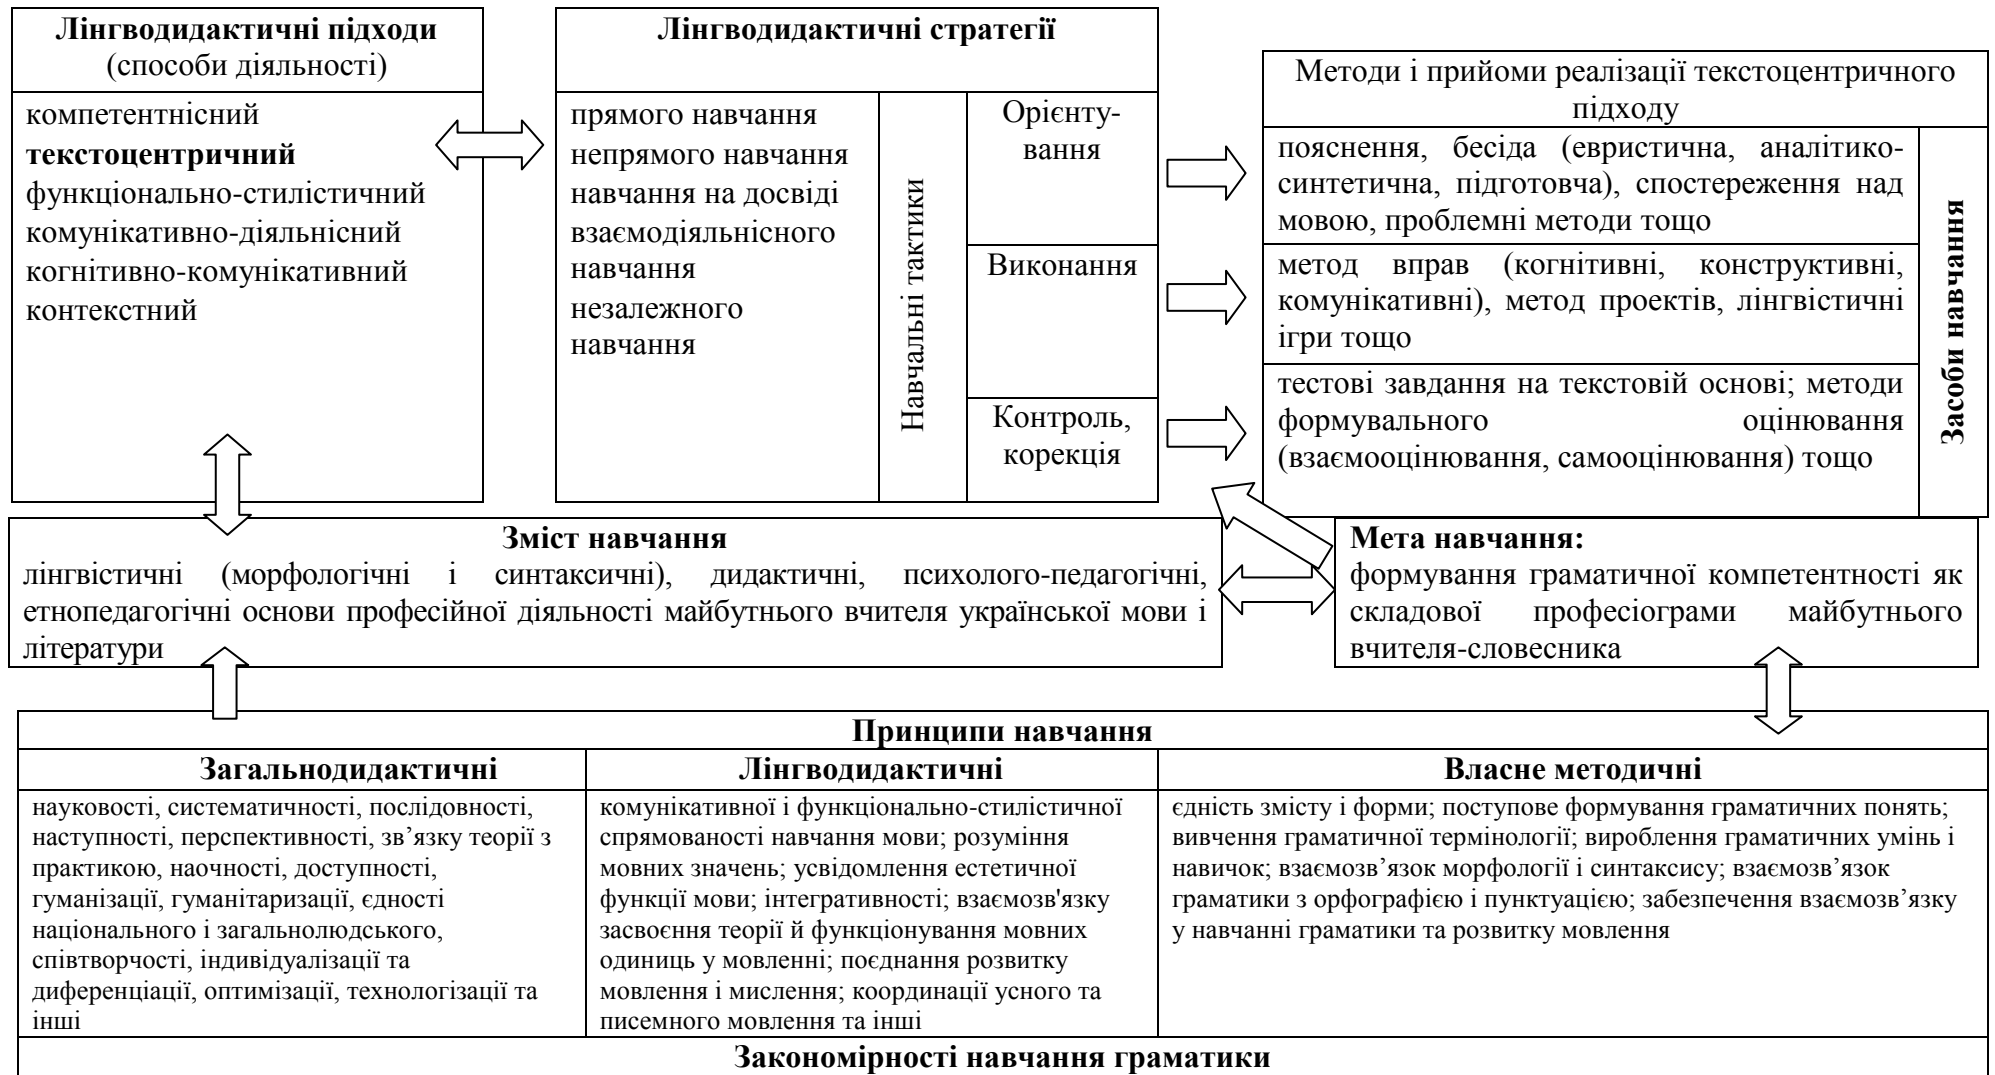 Лінгводидактичні підходи
(способи діяльності)
компетентнісний
текстоцентричний
функціонально-стилістичний
комунікативно-діяльнісний
когнітивно-комунікативний
контекстний
Лінгводидактичні стратегії
прямого навчання
непрямого навчання
навчання на досвіді
взаємодіяльнісного
навчання
незалежного
навчання
Навчальні тактики
Орієнту-
вання
Виконання
Контроль,
корекція
Методи і прийоми реалізації текстоцентричного
підходу
пояснення, бесіда (евристична, аналітико-
синтетична, підготовча), спостереження над
мовою, проблемні методи тощо
метод вправ (когнітивні, конструктивні,
комунікативні), метод проектів, лінгвістичні
ігри тощо
тестові завдання на текстовій основі; методи
формувального оцінювання
(взаємооцінювання, самооцінювання) тощо
Засоби навчання
Зміст навчання
лінгвістичні (морфологічні і синтаксичні), дидактичні, психолого-педагогічні,
етнопедагогічні основи професійної діяльності майбутнього вчителя української мови і
літератури
Мета навчання:
формування граматичної компетентності як
складової професіограми майбутнього
вчителя-словесника
Принципи навчання
Загальнодидактичні
науковості, систематичності, послідовності,
наступності, перспективності, зв’язку теорії з
практикою, наочності, доступності,
гуманізації, гуманітаризації, єдності
національного і загальнолюдського,
співтворчості, індивідуалізації та
диференціації, оптимізації, технологізації та
інші
Лінгводидактичні
комунікативної і функціонально-стилістичної
спрямованості навчання мови; розуміння
мовних значень; усвідомлення естетичної
функції мови; інтегративності; взаємозв'язку
засвоєння теорії й функціонування мовних
одиниць у мовленні; поєднання розвитку
мовлення і мислення; координації усного та
писемного мовлення та інші
Власне методичні
єдність змісту і форми; поступове формування граматичних понять;
вивчення граматичної термінології; вироблення граматичних умінь і
навичок; взаємозв’язок морфології і синтаксису; взаємозв’язок
граматики з орфографією і пунктуацією; забезпечення взаємозв’язку
у навчанні граматики та розвитку мовлення
Закономірності навчання граматики